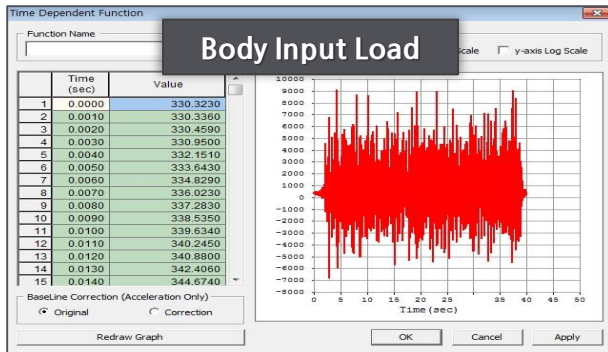 Time Dependent Function
Function Name
Body Input Load
cale
y-axis Log Scale
Time (sec) Value
1 0.0000 330.3230
2 0.0010 330.3360
3 0.0020 330.4590
4 0.0030 330.9500
5 0.0040 332.1510
6 0.0050 333.6430
7 0.0060 334.8290
8 0.0070 336.0230
9 0.0080 337.2830
10 0.0090 338.5350
11 0.0100 339.6340
12 0.0110 340.2450
13 0.0120 340.8800
14 0.0130 342.4060
15 0.0140 344.6740
10000
9000
8000
7000
6000
5000
4000
3000
2000
1000
0
-1000
-2000
-3000
-4000
-5000
-6000
-7000
-8000
0 5 10 15 20 25 30 35 40 45 50
Time(sec)
BaseLine Correction (Acceleration Only)
Original Correction
Redraw Graph
OK Cancel Apply